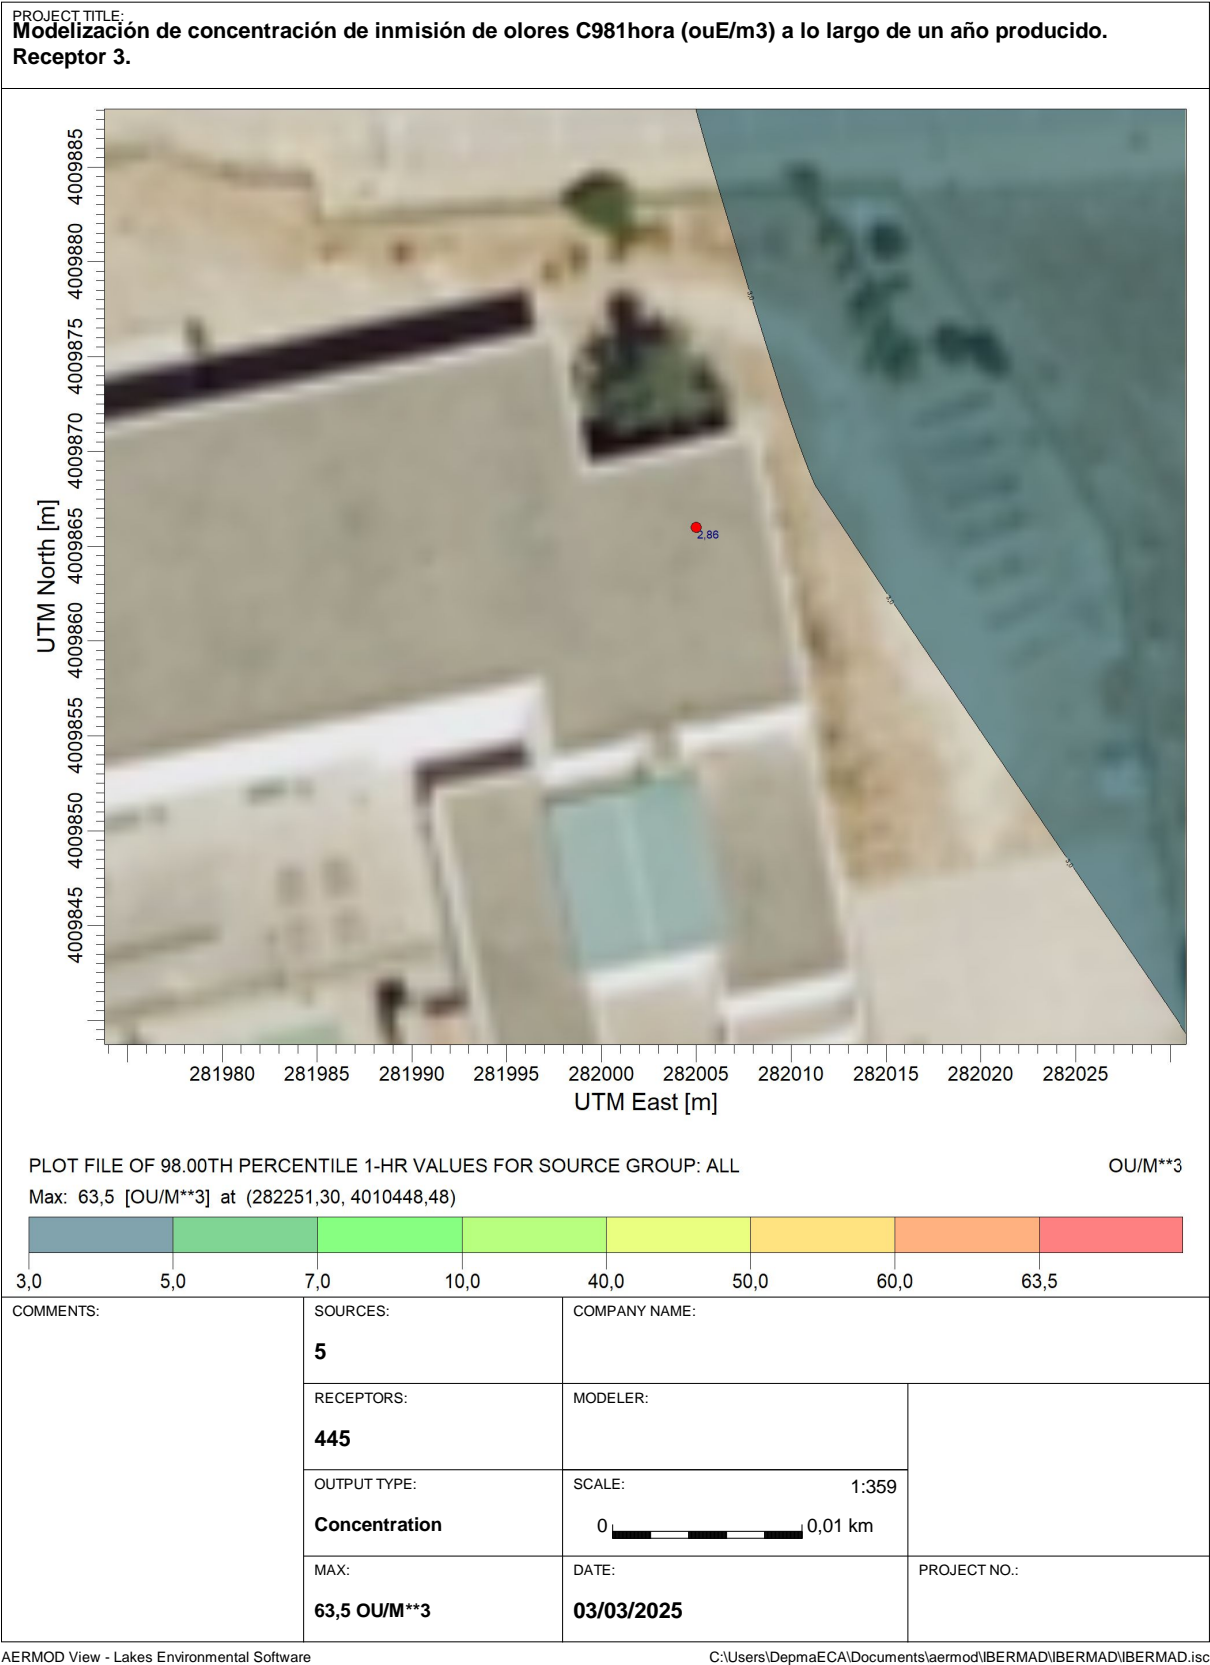 PROJECT TITLE:
Modelización de concentración de inmisión de olores C981hora (ouE/m3) a lo largo de un año producido.
Receptor 3.
UTM North [m]
4009885
4009880
4009875
4009870
4009865
4009860
4009855
4009850
4009845
3,0
2,86
3,0
3,0
281980 281985 281990 281995 282000 282005 282010 282015 282020 282025
UTM East [m]
PLOT FILE OF 98.00TH PERCENTILE 1-HR VALUES FOR SOURCE GROUP: ALL OU/M**3
Max: 63,5 [OU/M**3] at (282251,30, 4010448,48)
3,0 5,0 7,0 10,0 40,0 50,0 60,0 63,5
COMMENTS:
SOURCES:
5
COMPANY NAME:
RECEPTORS:
445
MODELER:
OUTPUT TYPE:
Concentration
SCALE: 1:359
0 0,01 km
MAX:
63,5 OU/M**3
DATE:
03/03/2025
PROJECT NO.:
AERMOD View - Lakes Environmental Software C:\Users\DepmaECA\Documents\aermod\IBERMAD\IBERMAD\IBERMAD.isc